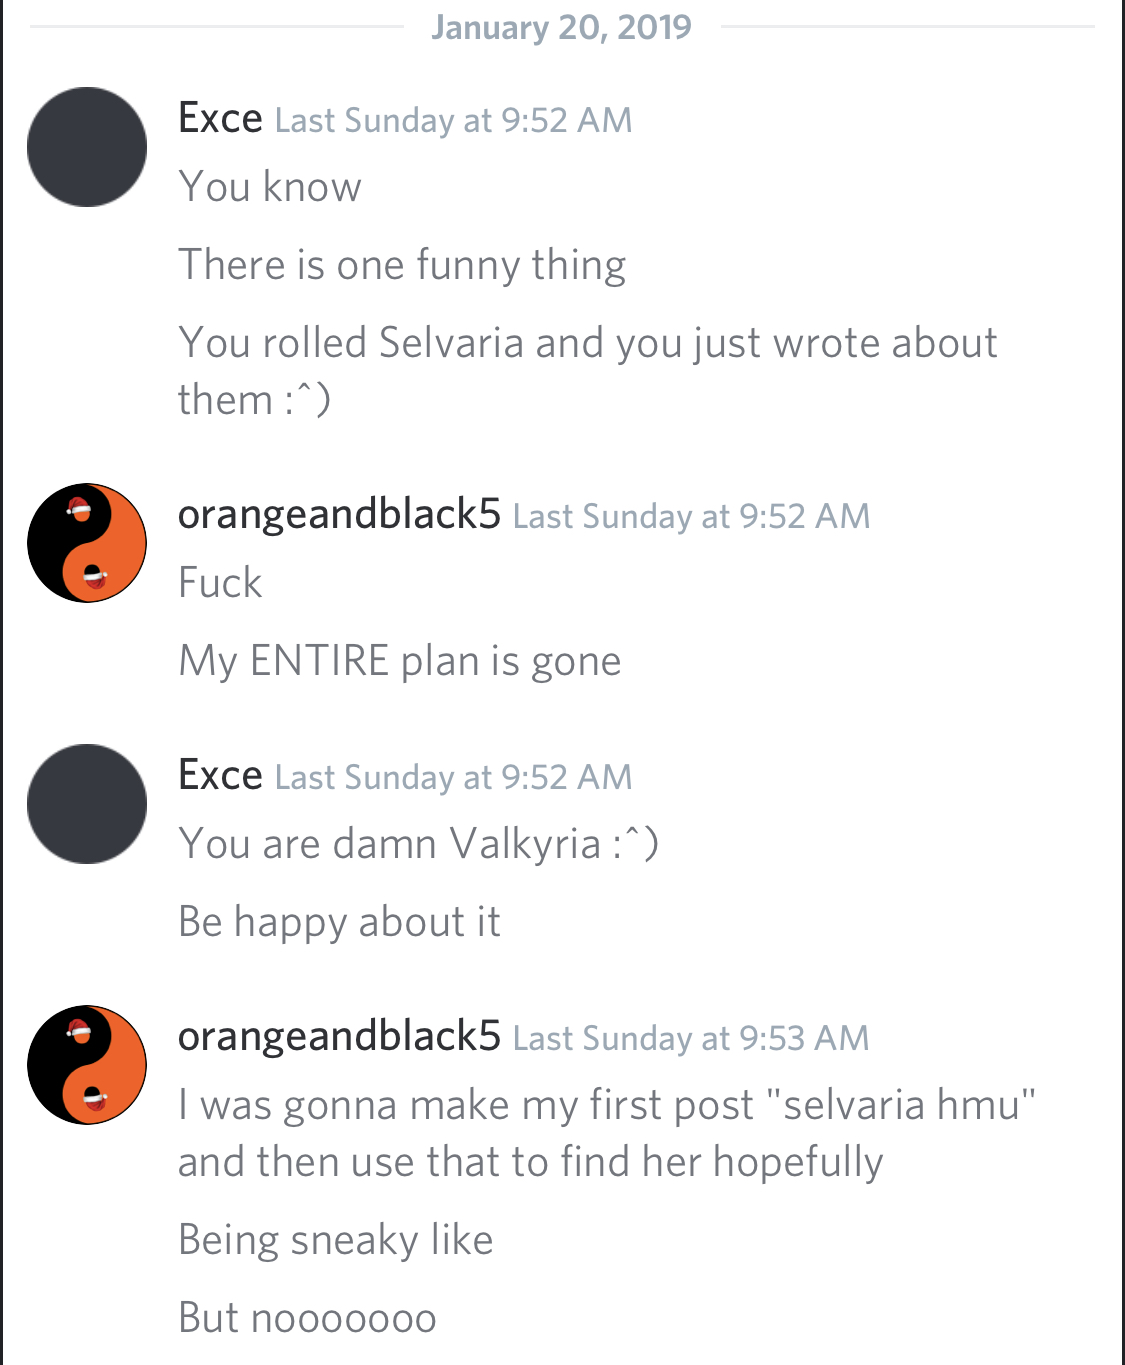 January 20, 2019
Exce Last Sunday at 9:52 AM
You know
There is one funny thing
You rolled Selvaria and you just wrote about
them :^)
orangeandblack5 Last Sunday at 9:52 AM
Fuck
My ENTIRE plan is gone
Exce Last Sunday at 9:52 AM
You are damn Valkyria :^)
Be happy about it
orangeandblack5 Last Sunday at 9:53 AM
I was gonna make my first post "selvaria hmu"
and then use that to find her hopefully
Being sneaky like
But nooooooo